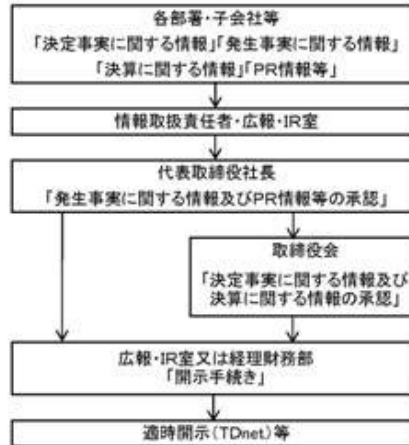 各部署・子会社等
「決定事実に関する情報」「発生事実に関する情報」
「決算に関する情報」「PR情報等」
情報取扱責任者・広報・IR室
代表取締役社長
「発生事実に関する情報及びPR情報等の承認」
取締役会
「決定事実に関する情報及び
決算に関する情報の承認」
広報・IR室又は経理財務部
「開示手続き」
適時開示(TDnet)等